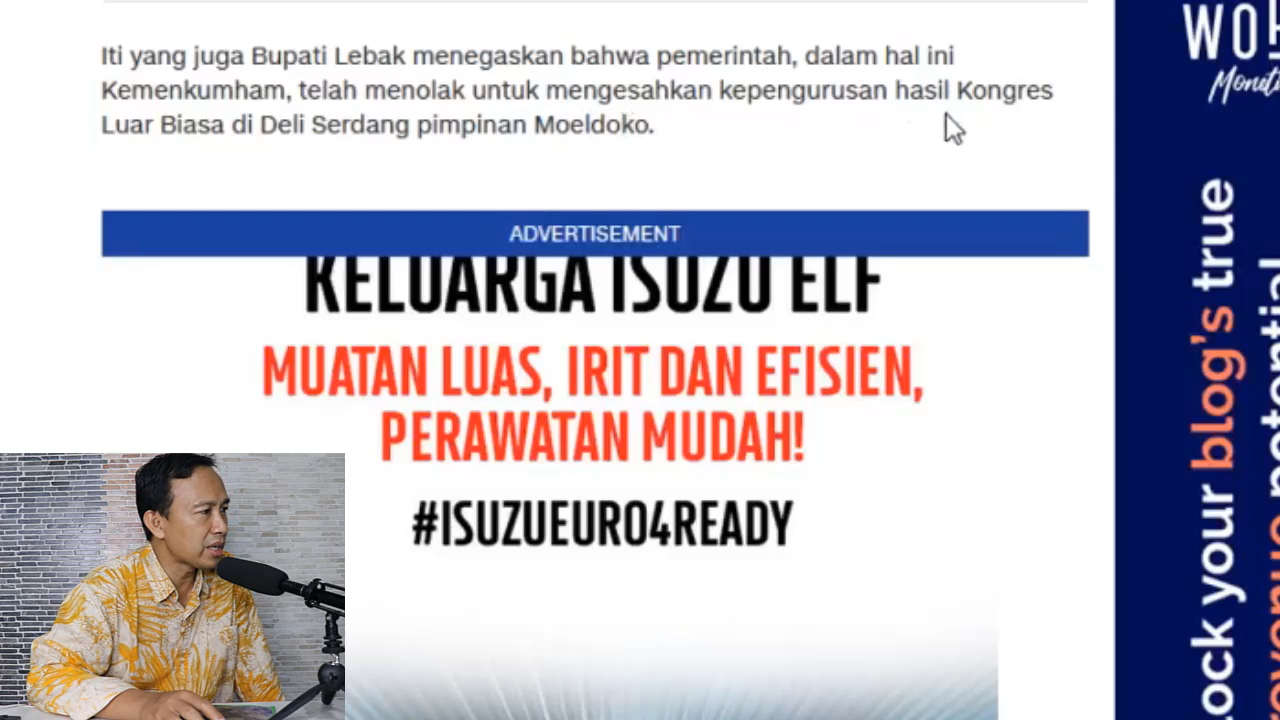 Iti yang juga Bupati Lebak menegaskan bahwa pemerintah, dalam hal ini
Kemenkumham, telah menolak untuk mengesahkan kepengurusan hasil Kongres
Luar Biasa di Deli Serdang pimpinan Moeldoko.
ADVERTISEMENT
KELUARGA ISUZU ELF
MUATAN LUAS, IRIT DAN EFISIEN,
PERAWATAN MUDAH!
#ISUZUEURO4READY
your blog's true